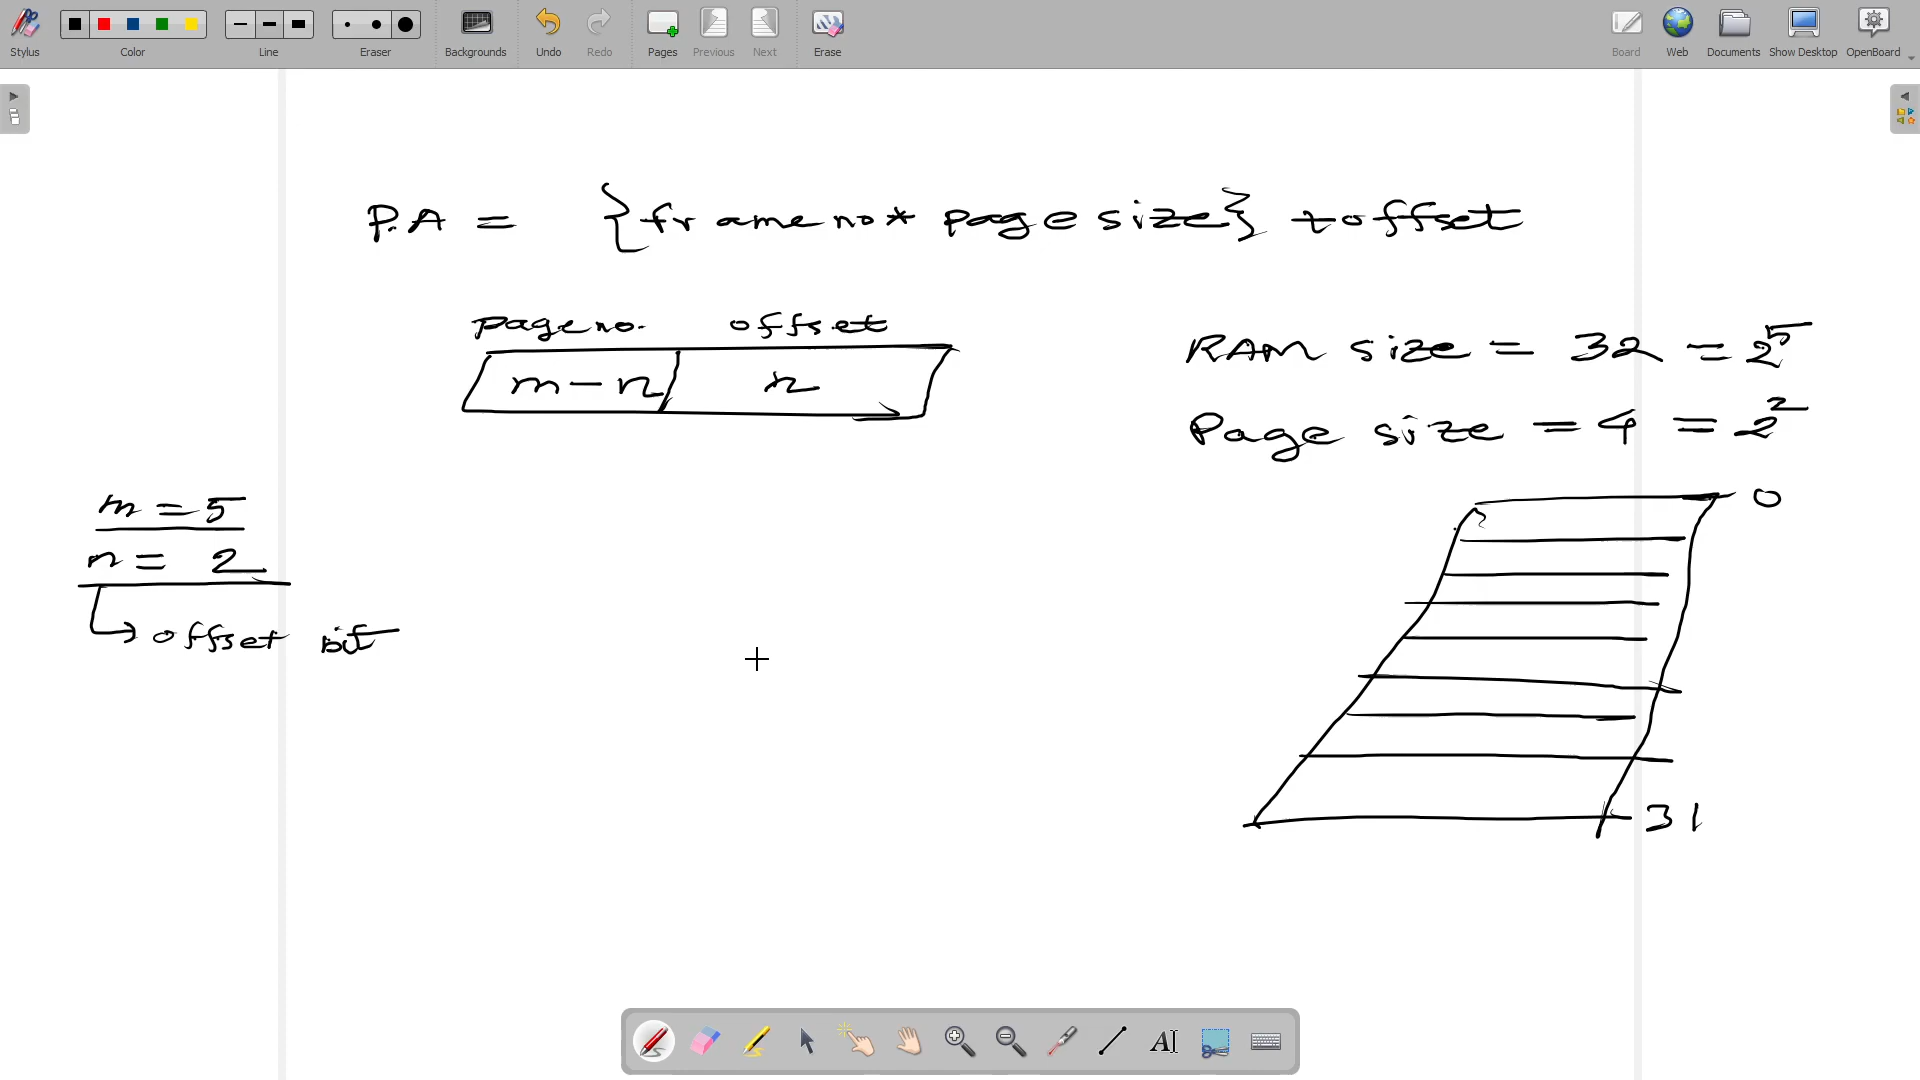 Stylus Color Line Eraser Backgrounds Undo Redo Pages Previous Next Erase Board Web Documents Show Desktop OpenBoard
P.A = {frame no * page size} + offset
page no. offset
m - n n
RAM size = 32 = 2^5
Page size = 4 = 2^2
m = 5
n = 2
↳ offset bit
0
31